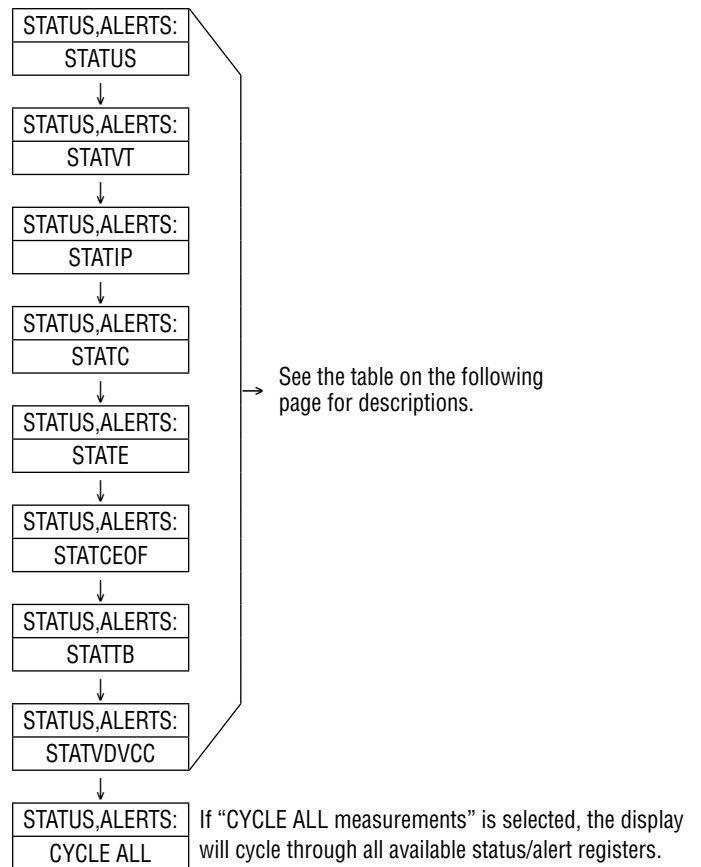 STATUS,ALERTS:
STATUS
STATUS,ALERTS:
STATVT
STATUS,ALERTS:
STATIP
STATUS,ALERTS:
STATC
STATUS,ALERTS:
STATE
STATUS,ALERTS:
STATCEOF
STATUS,ALERTS:
STATTB
STATUS,ALERTS:
STATVDVCC
See the table on the following
page for descriptions.
STATUS,ALERTS:
CYCLE ALL
If “CYCLE ALL measurements” is selected, the display
will cycle through all available status/alert registers.